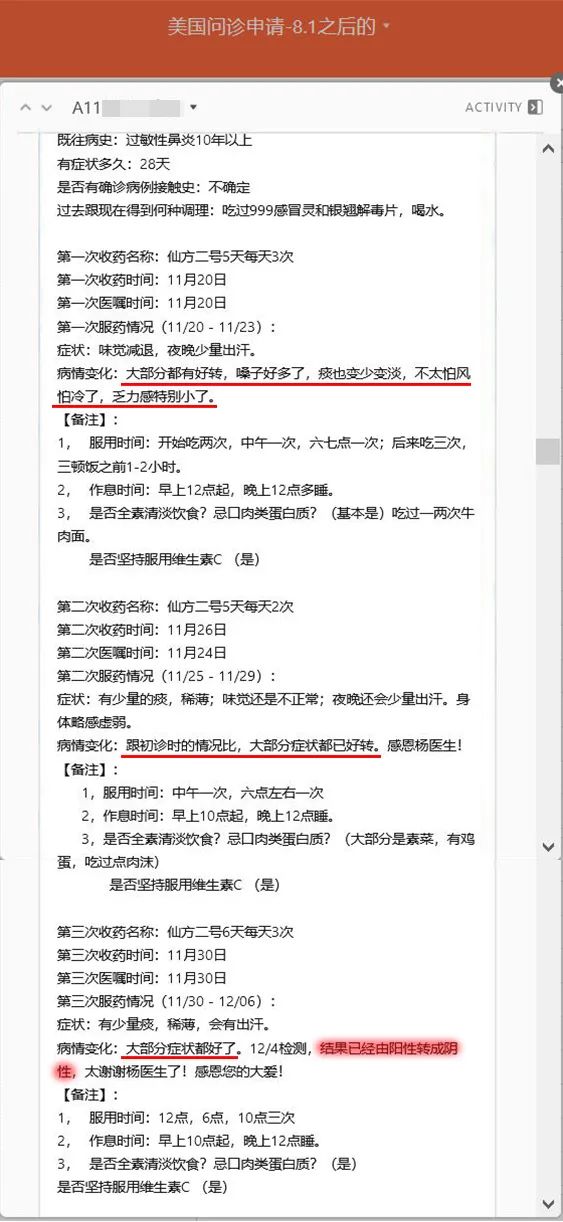 美国问诊申请-8.1之后的
A11
ACTIVITY
既往病史：过敏性鼻炎10年以上
有症状多久：28天
是否有确诊病例接触史：不确定
过去跟现在得到何种调理：吃过999感冒灵和银翘解毒片，喝水。
第一次收药名称：仙方二号5天每天3次
第一次收药时间：11月20日
第一次医嘱时间：11月20日
第一次服药情况（11/20 - 11/23）：
症状：味觉减退，夜晚少量出汗。
病情变化：大部分都有好转，嗓子好多了，痰也变少变淡，不太怕风
怕冷了，乏力感特别小了。
【备注】：
1， 服用时间：开始吃两次，中午一次，六七点一次；后来吃三次，
三顿饭之前1-2小时。
2， 作息时间：早上12点起，晚上12点多睡。
3， 是否全素清淡饮食？忌口肉类蛋白质？（基本是）吃过一两次牛
肉面。
是否坚持服用维生素C （是）
第二次收药名称：仙方二号5天每天2次
第二次收药时间：11月26日
第二次医嘱时间：11月24日
第二次服药情况（11/25 - 11/29）：
症状：有少量的痰，稀薄；味觉还是不正常；夜晚还会少量出汗。身
体略感虚弱。
病情变化：跟初诊时的情况比，大部分症状都已好转。感恩杨医生！
【备注】：
1，服用时间：中午一次，六点左右一次
2，作息时间：早上10点起，晚上12点睡。
3，是否全素清淡饮食？忌口肉类蛋白质？（大部分是素菜，有鸡
蛋，吃过点肉沫）
是否坚持服用维生素C （是）
第三次收药名称：仙方二号6天每天3次
第三次收药时间：11月30日
第三次医嘱时间：11月30日
第三次服药情况（11/30 - 12/06）：
症状：有少量痰，稀薄，会有出汗。
病情变化：大部分症状都好了。12/4检测，结果已经由阳性转成阴
性，太谢谢杨医生了！感恩您的大爱！
【备注】：
1， 服用时间：12点，6点，10点三次
2， 作息时间：早上10点起，晚上12点睡。
3， 是否全素清淡饮食？忌口肉类蛋白质？（是）
是否坚持服用维生素C （是）